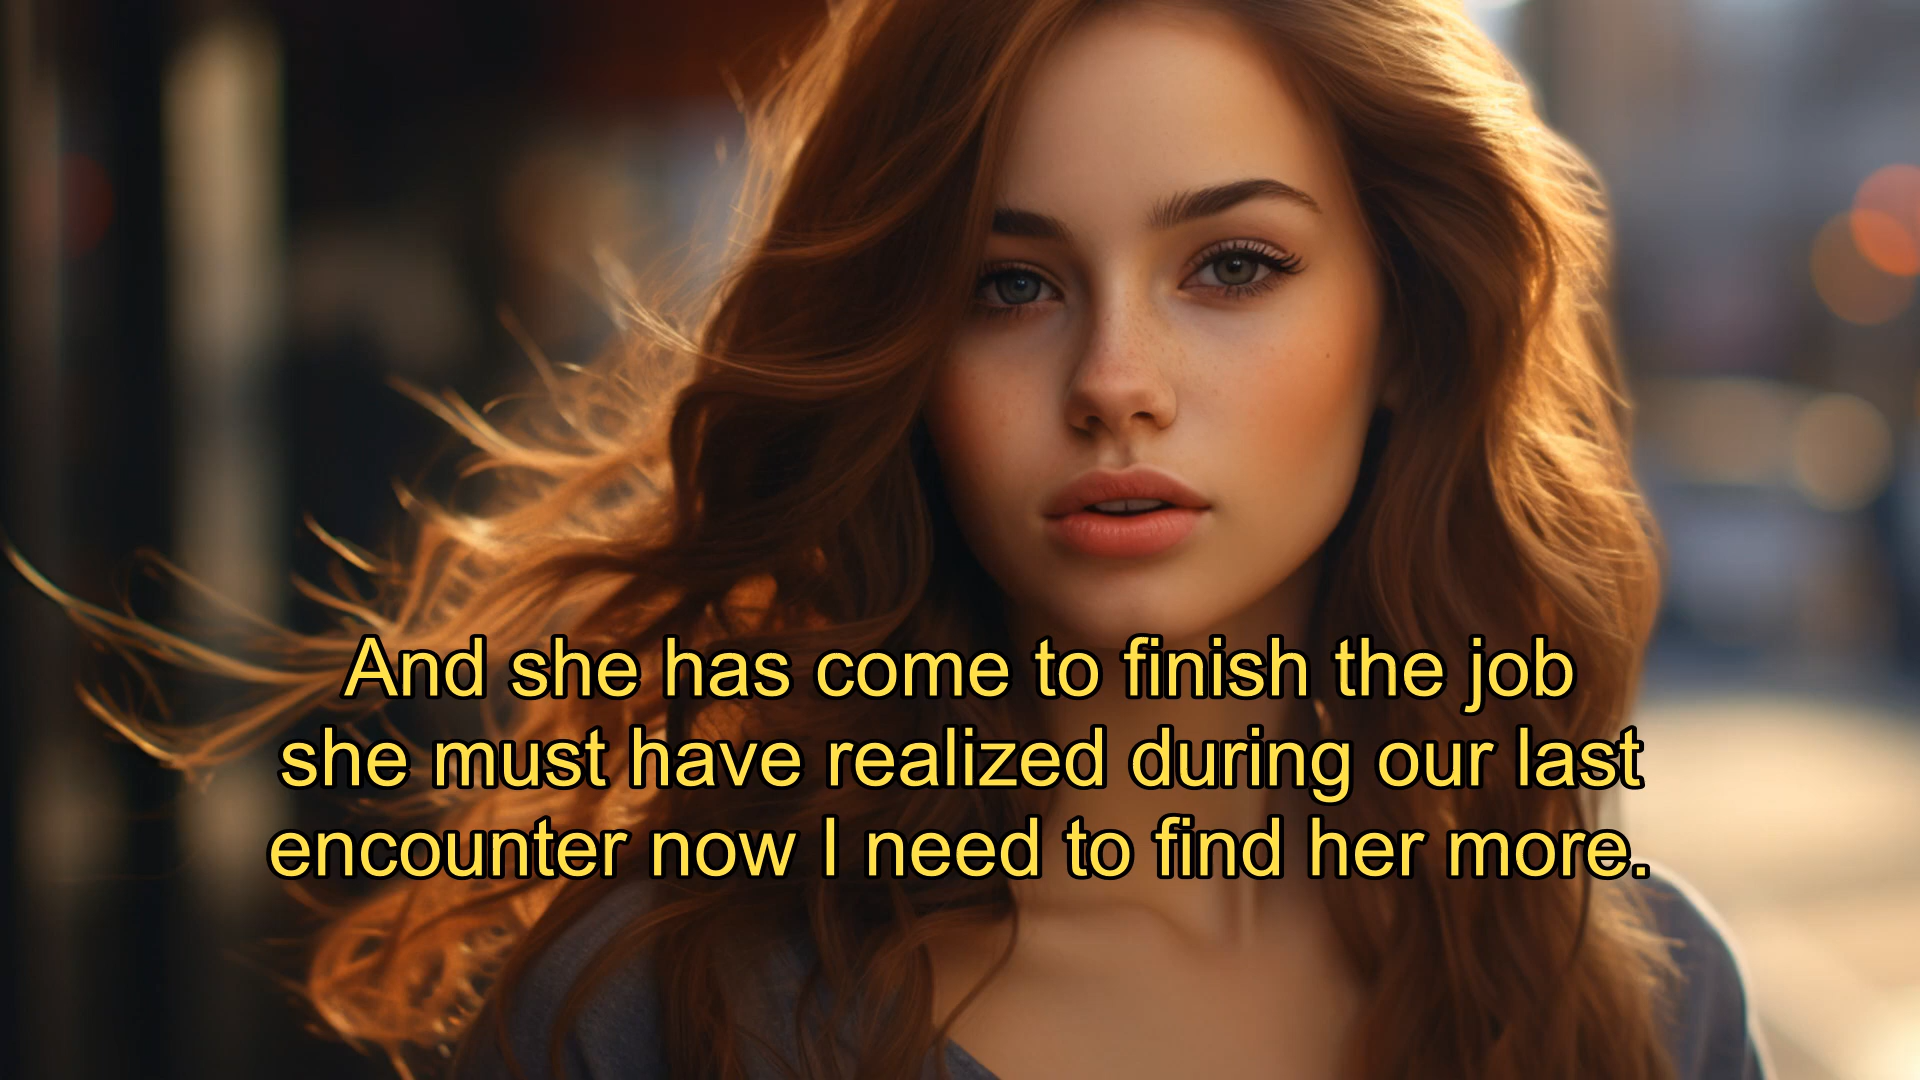 And she has come to finish the job
she must have realized during our last
encounter now I need to find her more.